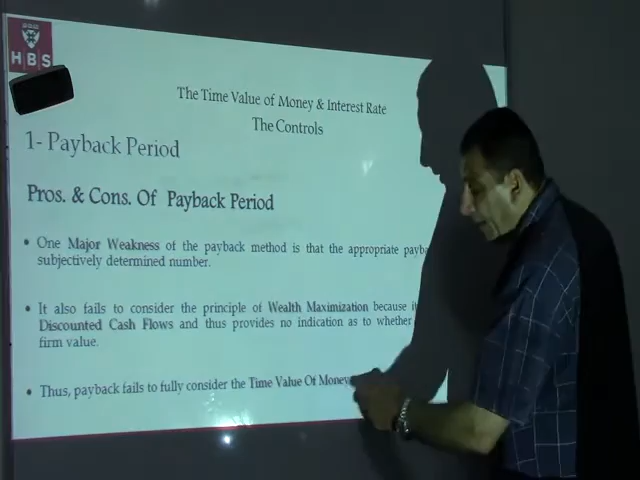 HBS
The Time Value of Money & Interest Rate
The Controls
1- Payback Period
Pros. & Cons. Of Payback Period
• One Major Weakness of the payback method is that the appropriate payb
subjectively determined number.
• It also fails to consider the principle of Wealth Maximization because
Discounted Cash Flows and thus provides no indication as to whether
firm value.
• Thus, payback fails to fully consider the Time Value Of Money